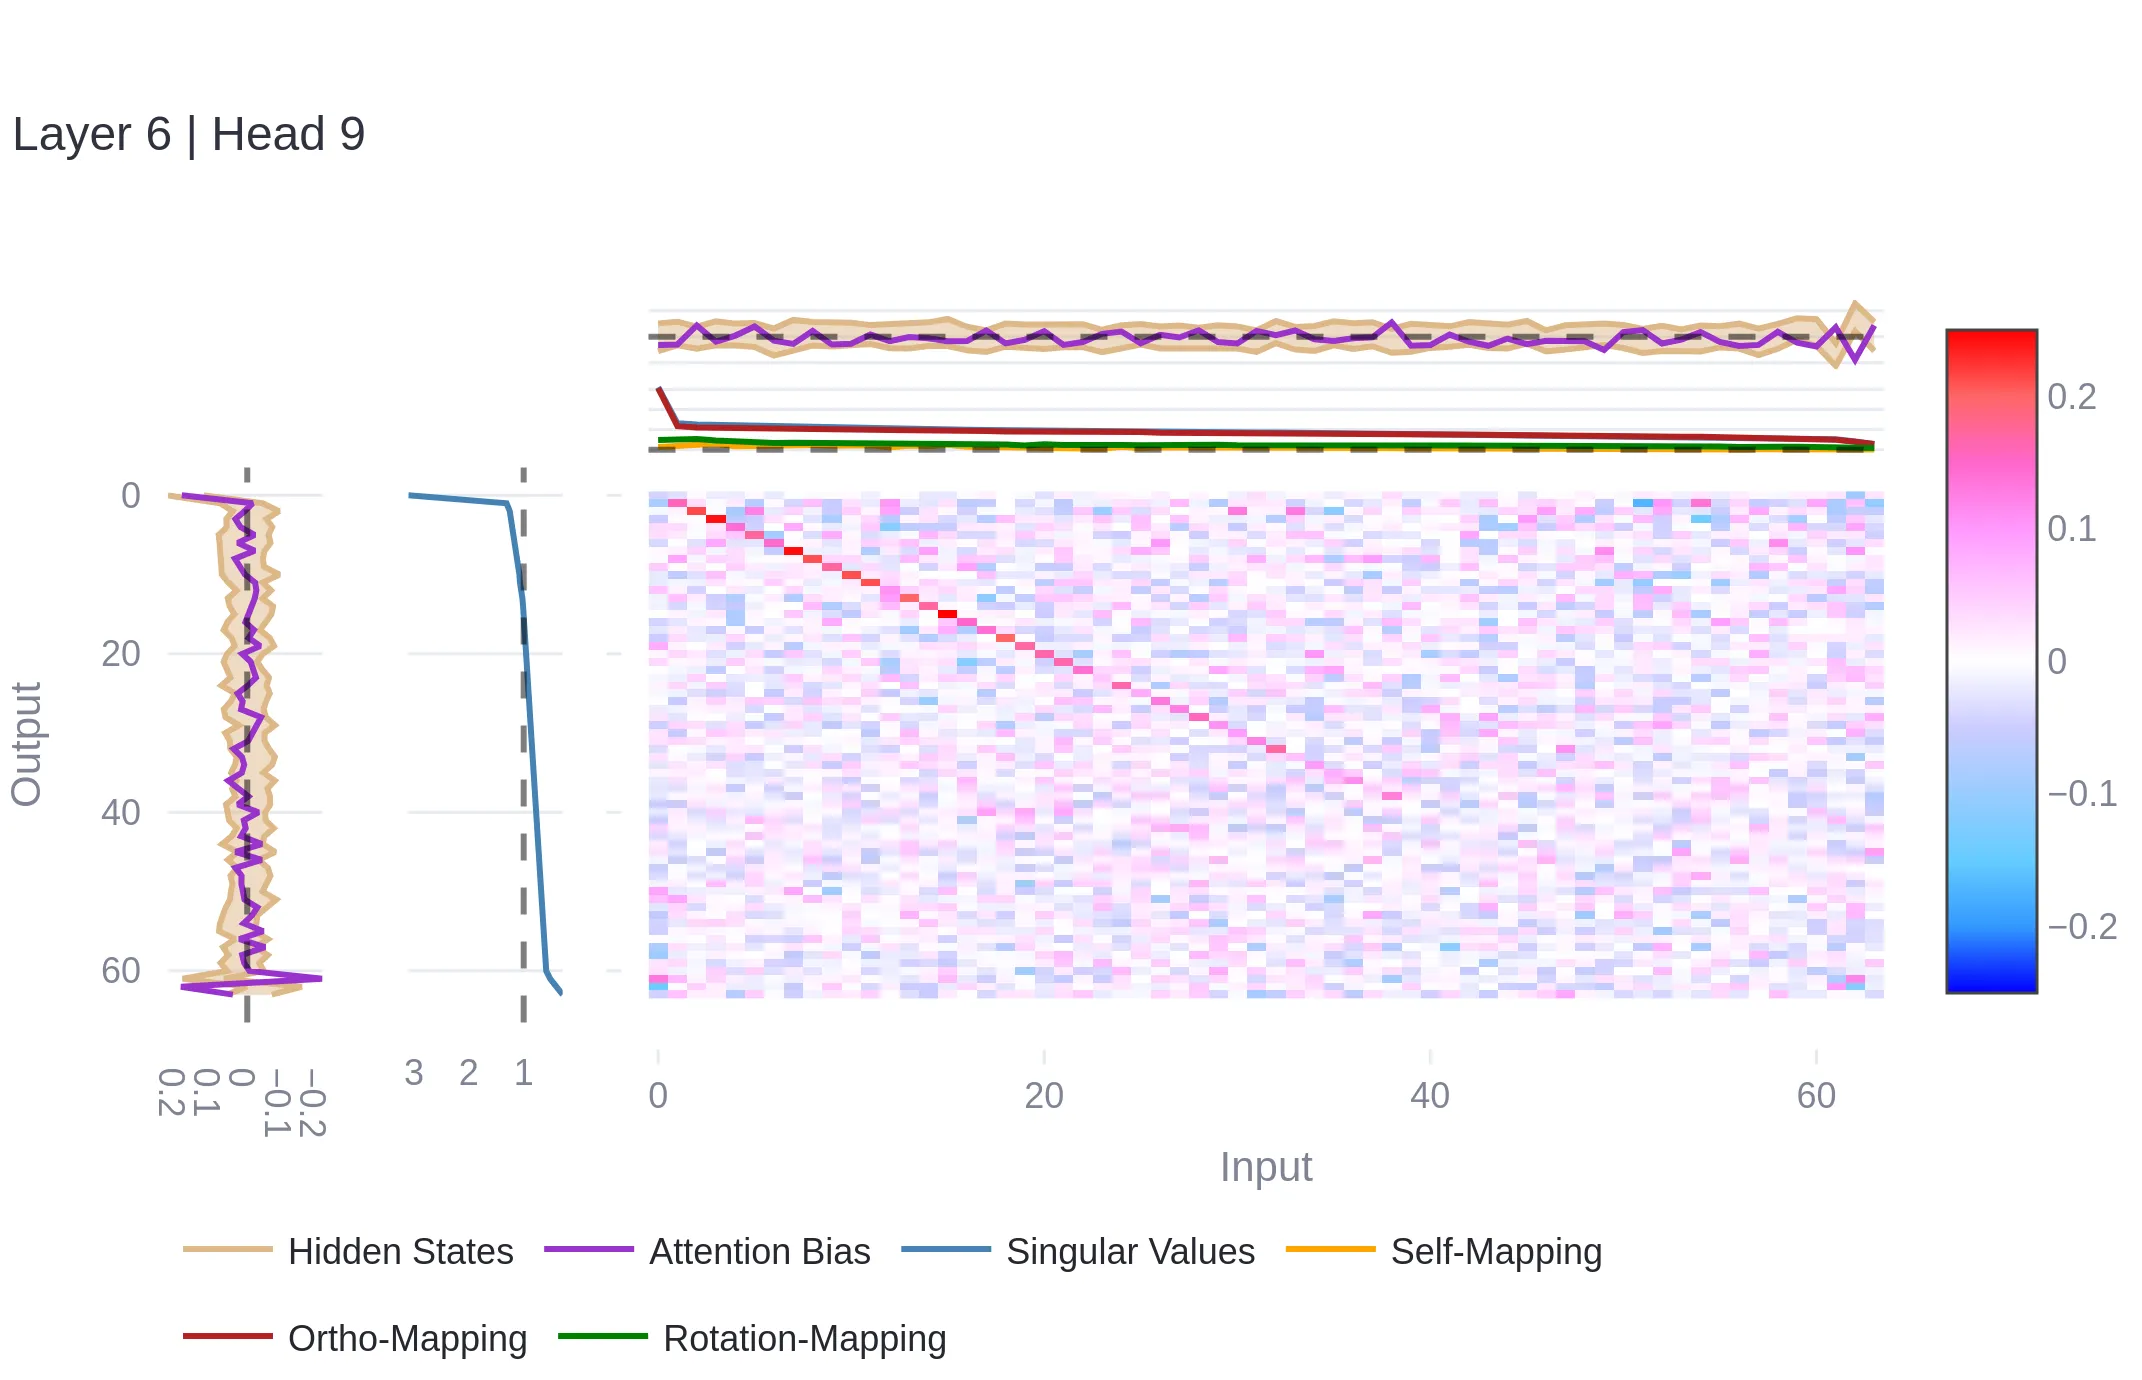 Layer 6 | Head 9
0
20
40
60
Output
0.2
0.1
0
−0.1
−0.2
3
2
1
0
20
40
60
Input
0.2
0.1
0
−0.1
−0.2
Hidden States
Attention Bias
Singular Values
Self-Mapping
Ortho-Mapping
Rotation-Mapping